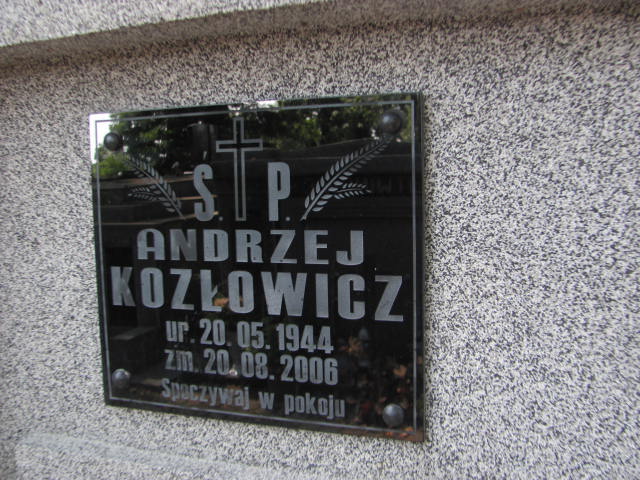 Ś. P.
ANDRZEJ
KOZŁOWICZ
ur. 20. 05. 1944
zm. 20. 08. 2006
Spoczywaj w pokoju